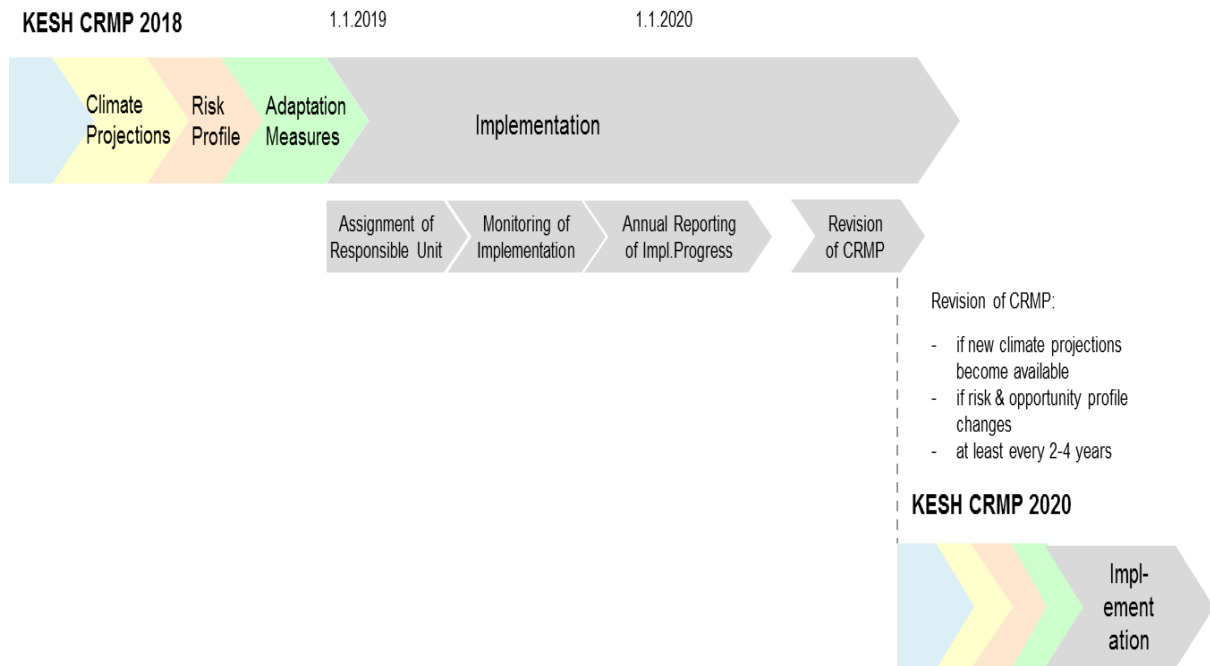 KESH CRMP 2018
1.1.2019
1.1.2020
Climate
Projections
Risk
Profile
Adaptation
Measures
Implementation
Assignment of
Responsible Unit
Monitoring of
Implementation
Annual Reporting
of Impl.Progress
Revision
of CRMP
Revision of CRMP:
- if new climate projections
become available
- if risk & opportunity profile
changes
- at least every 2-4 years
KESH CRMP 2020
Impl-
ement
ation